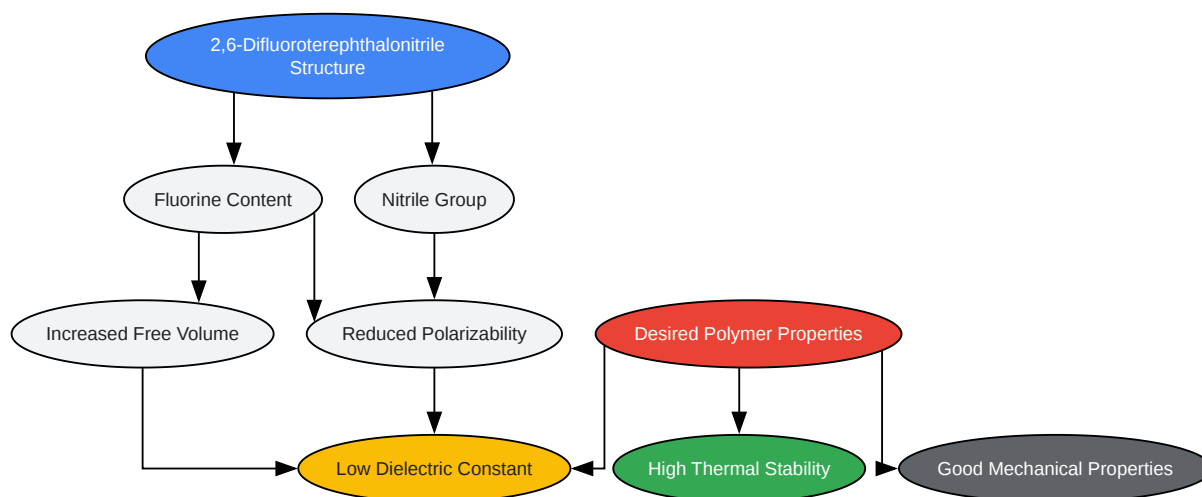 2,6-Difluoroterephthalonitrile
Structure
Fluorine Content
Nitrile Group
Increased Free Volume
Reduced Polarizability
Desired Polymer Properties
Low Dielectric Constant
High Thermal Stability
Good Mechanical Properties